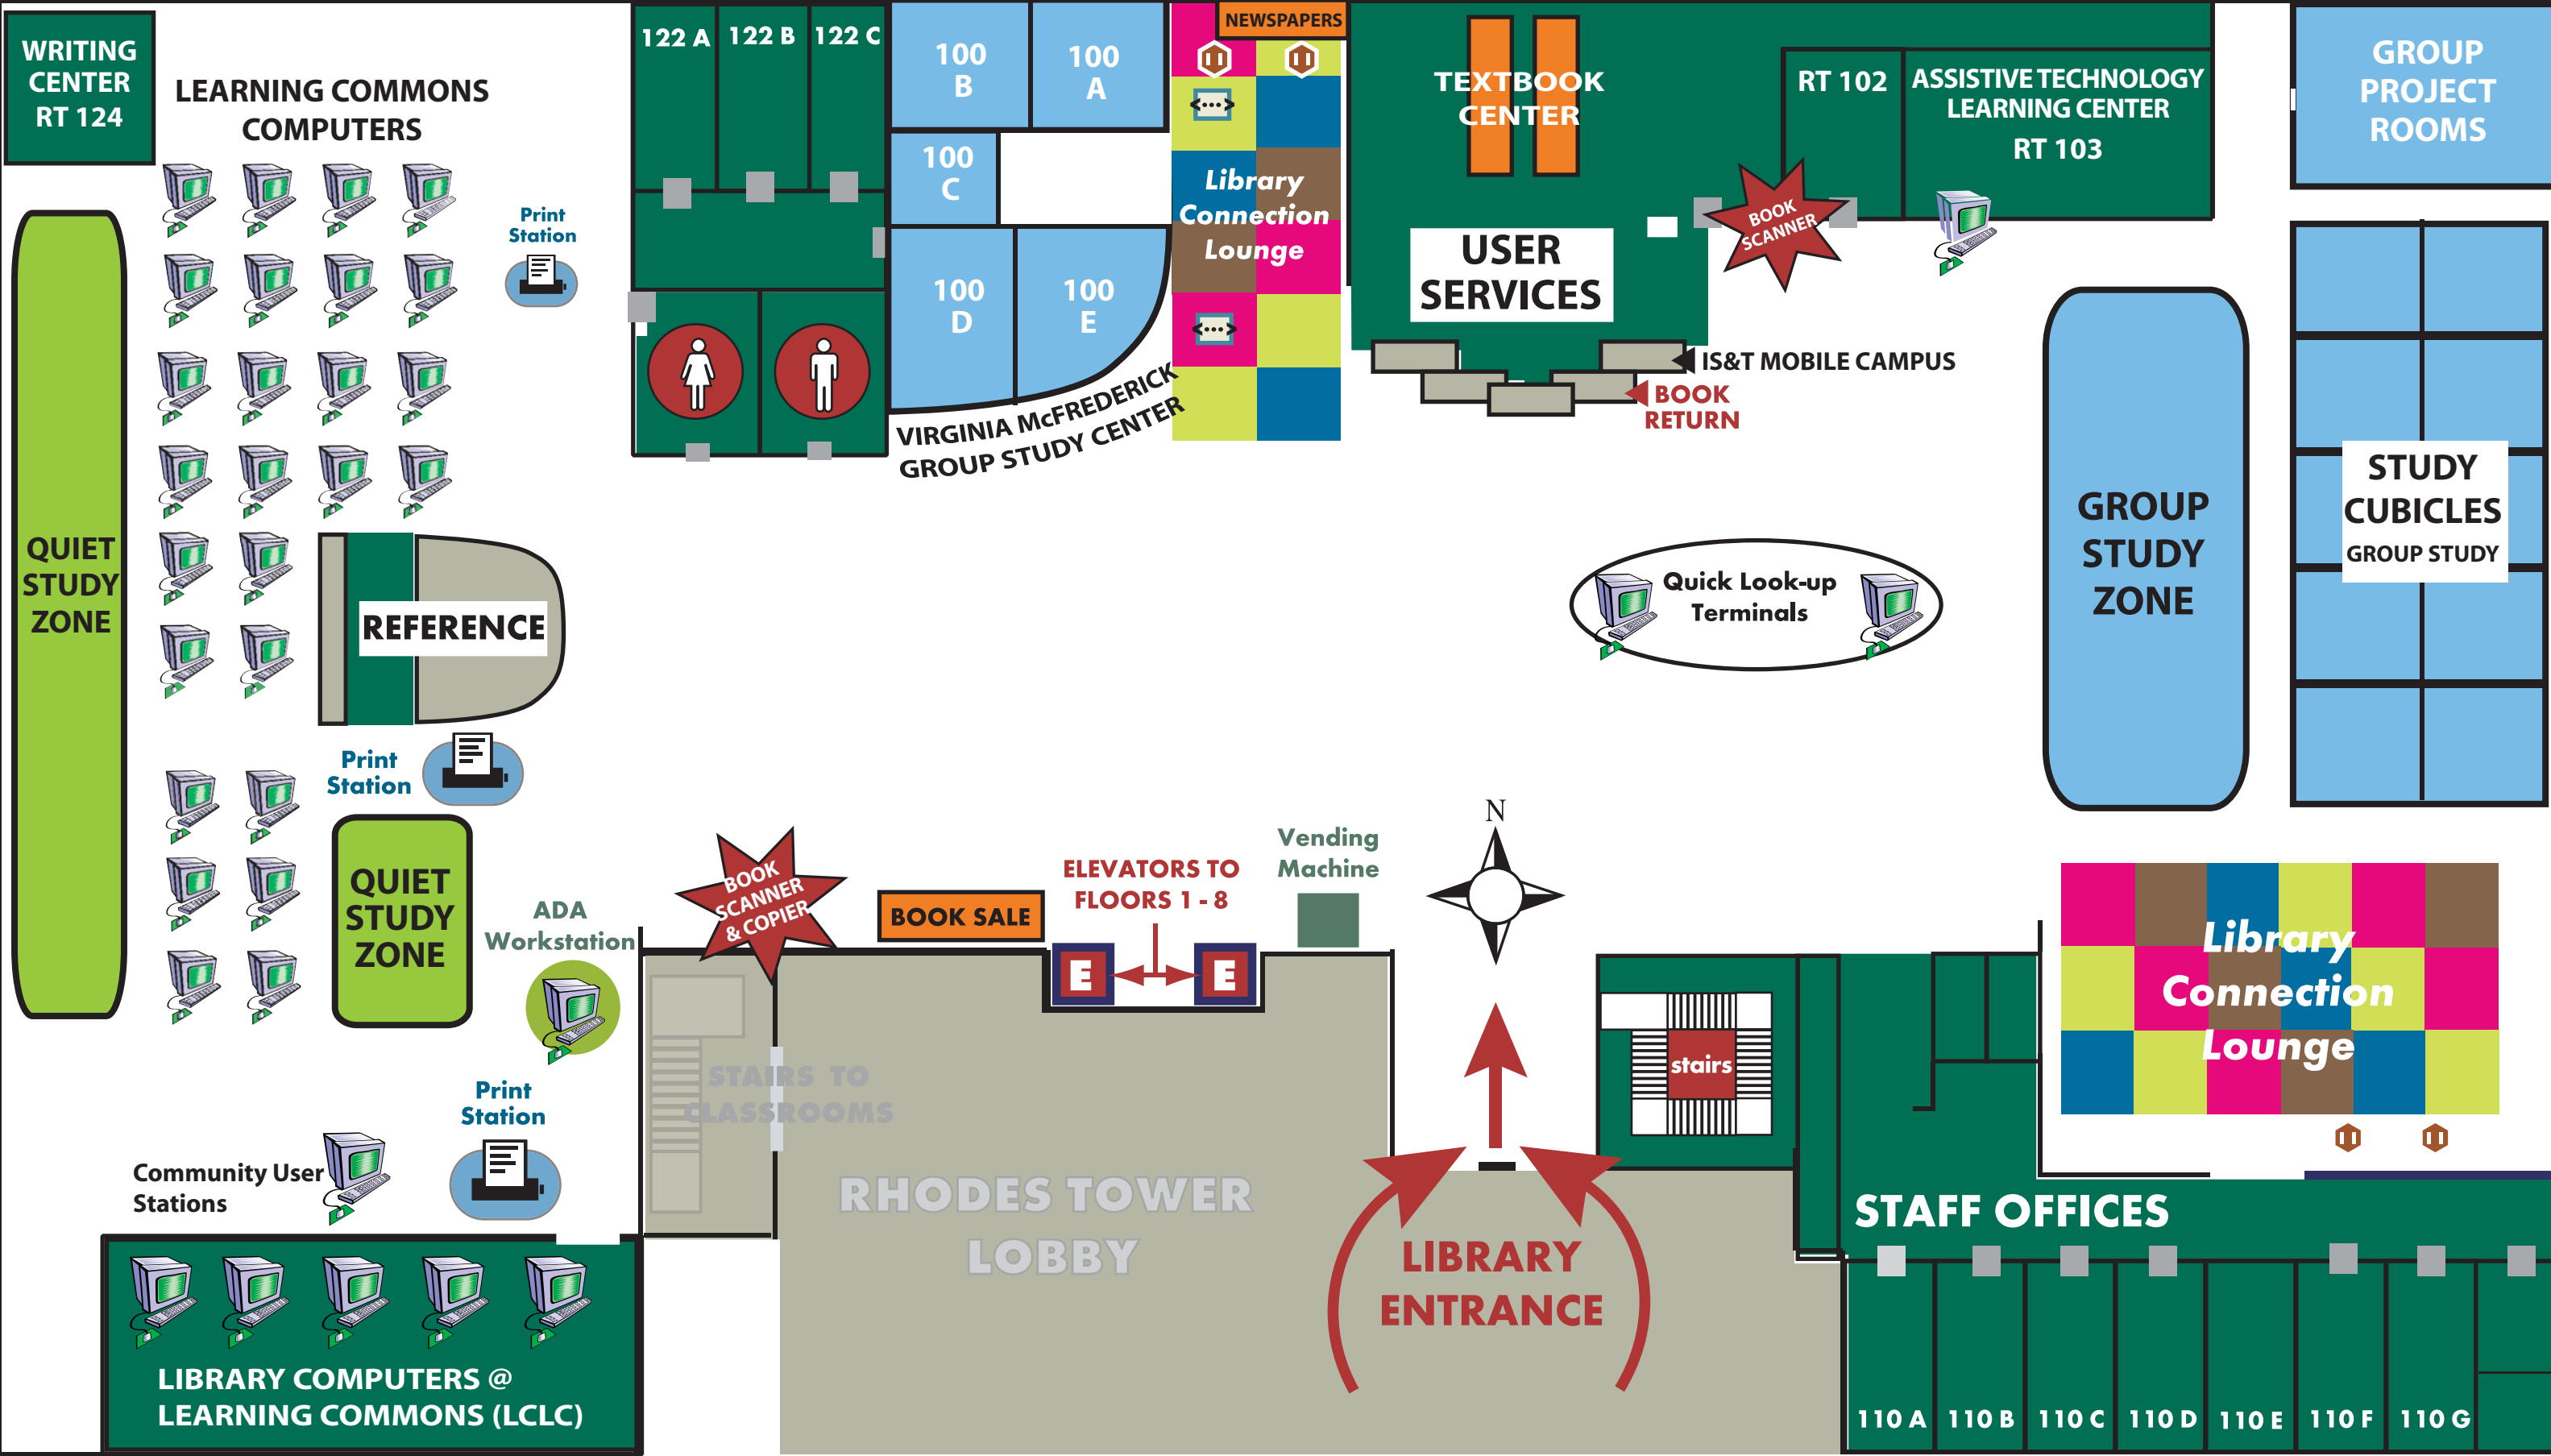 WRITING
CENTER
RT 124
LEARNING COMMONS
COMPUTERS
Print
Station
QUIET
STUDY
ZONE
REFERENCE
Print
Station
QUIET
STUDY
ZONE
ADA
Workstation
Print
Station
Community User
Stations
LIBRARY COMPUTERS @
LEARNING COMMONS (LCLC)
122 A
122 B
122 C
100
B
100
A
100
C
100
D
100
E
VIRGINIA McFREDERICK
GROUP STUDY CENTER
NEWSPAPERS
<...>
Library
Connection
Lounge
<...>
TEXTBOOK
CENTER
USER
SERVICES
IS&T MOBILE CAMPUS
BOOK
RETURN
RT 102
ASSISTIVE TECHNOLOGY
LEARNING CENTER
RT 103
BOOK
SCANNER
GROUP
PROJECT
ROOMS
Quick Look-up
Terminals
GROUP
STUDY
ZONE
STUDY
CUBICLES
GROUP STUDY
BOOK
SCANNER
& COPIER
BOOK SALE
ELEVATORS TO
FLOORS 1 - 8
E
E
Vending
Machine
N
STAIRS TO
CLASSROOMS
RHODES TOWER
LOBBY
LIBRARY
ENTRANCE
stairs
Library
Connection
Lounge
STAFF OFFICES
110 A
110 B
110 C
110 D
110 E
110 F
110 G